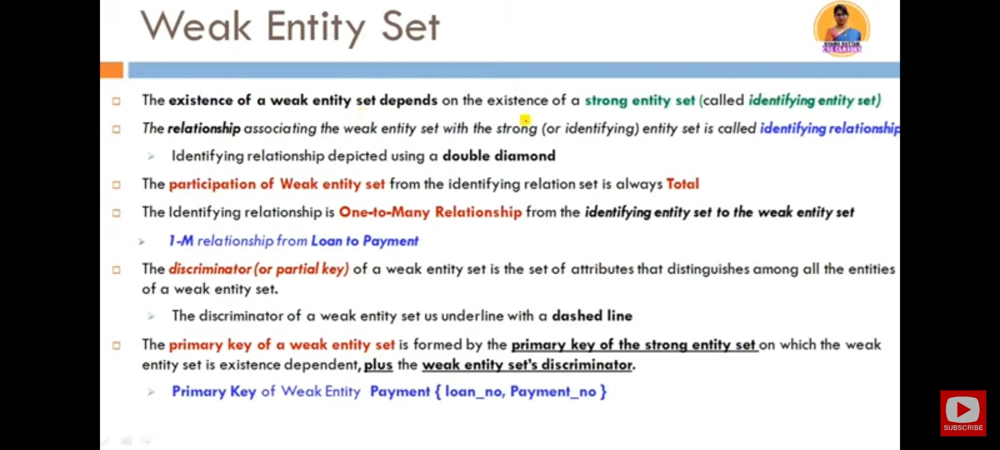 Weak Entity Set
CSE CLASSES
The existence of a weak entity set depends on the existence of a strong entity set (called identifying entity set)
The relationship associating the weak entity set with the strong (or identifying) entity set is called identifying relationship
Identifying relationship depicted using a double diamond
The participation of Weak entity set from the identifying relation set is always Total
The Identifying relationship is One-to-Many Relationship from the identifying entity set to the weak entity set
1-M relationship from Loan to Payment
The discriminator (or partial key) of a weak entity set is the set of attributes that distinguishes among all the entities
of a weak entity set.
The discriminator of a weak entity set us underline with a dashed line
The primary key of a weak entity set is formed by the primary key of the strong entity set on which the weak
entity set is existence dependent, plus the weak entity set's discriminator.
Primary Key of Weak Entity Payment { loan_no, Payment_no }
SUBSCRIBE